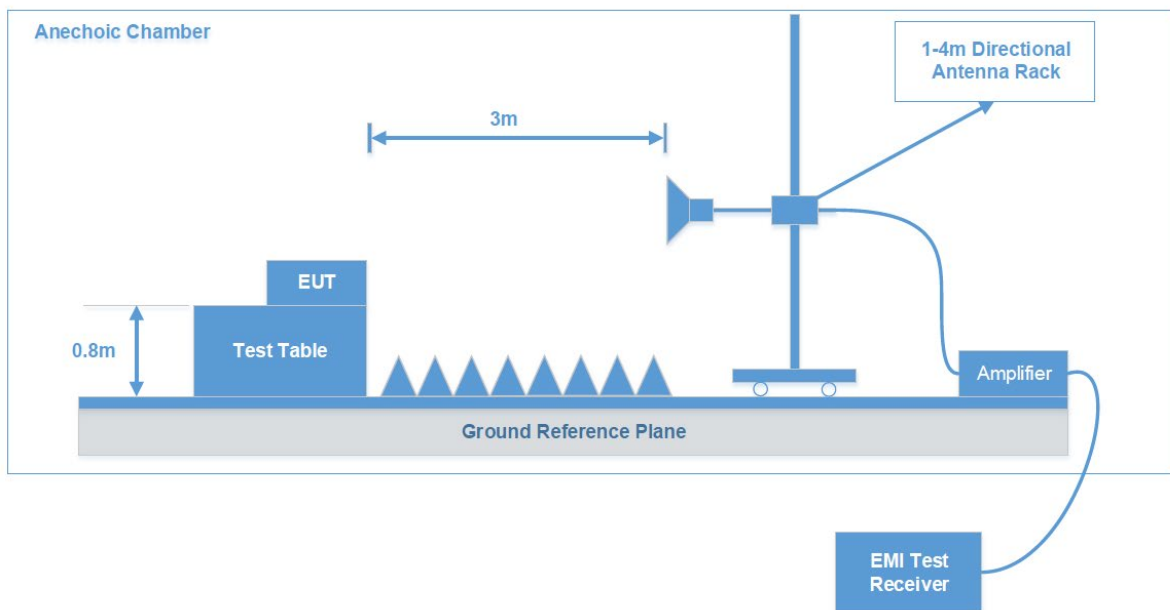 Anechoic Chamber
1-4m Directional
Antenna Rack
3m
EUT
0.8m
Test Table
Amplifier
Ground Reference Plane
EMI Test
Receiver